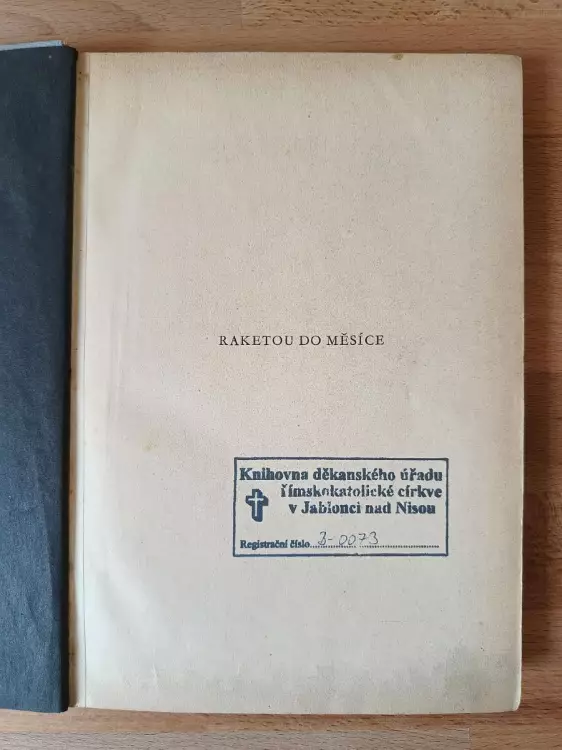 RAKETOU DO MĚSÍCE
Knihovna děkanského úřadu
římskokatolické církve
v Jablonci nad Nisou
Registrační číslo 3-0073